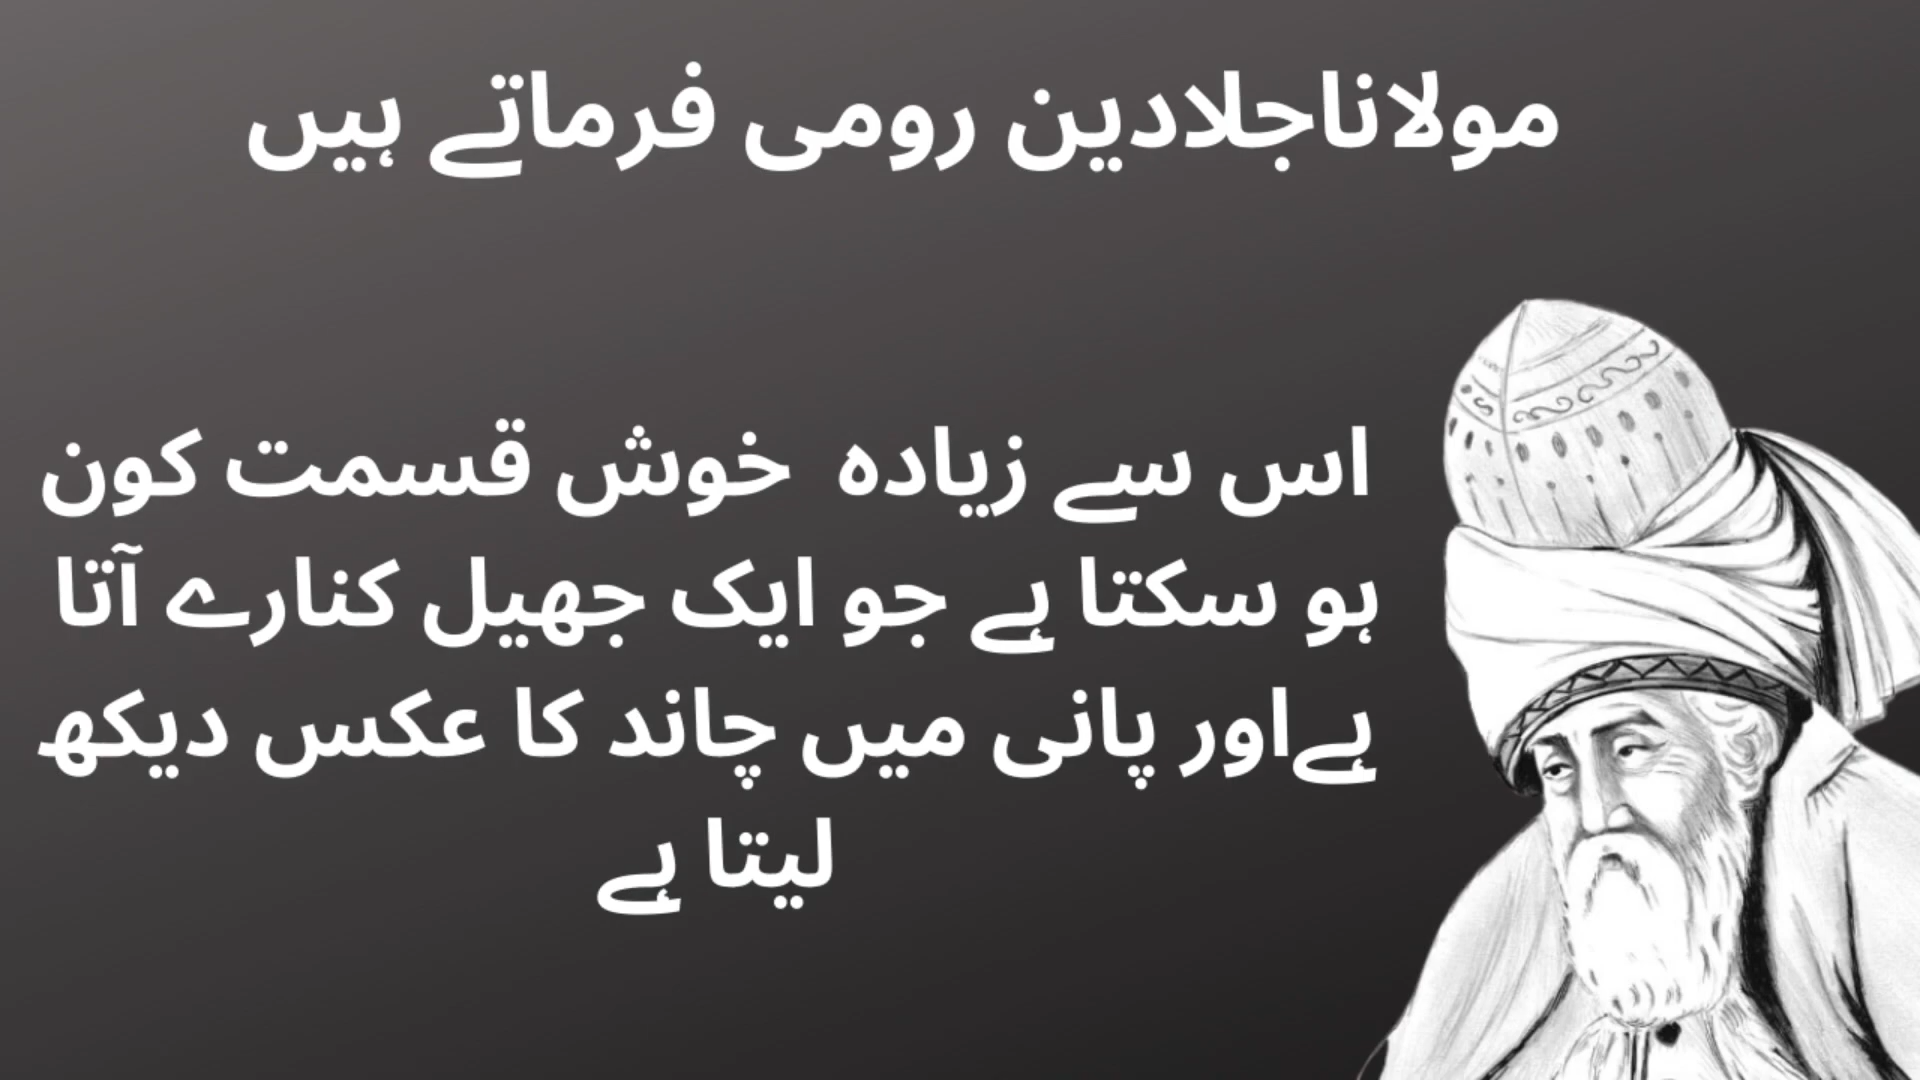 مولاناجلادین رومی فرماتے ہیں
اس سے زیادہ خوش قسمت کون
ہو سکتا ہے جو ایک جھیل کنارے آتا
ہےاور پانی میں چاند کا عکس دیکھ
لیتا ہے